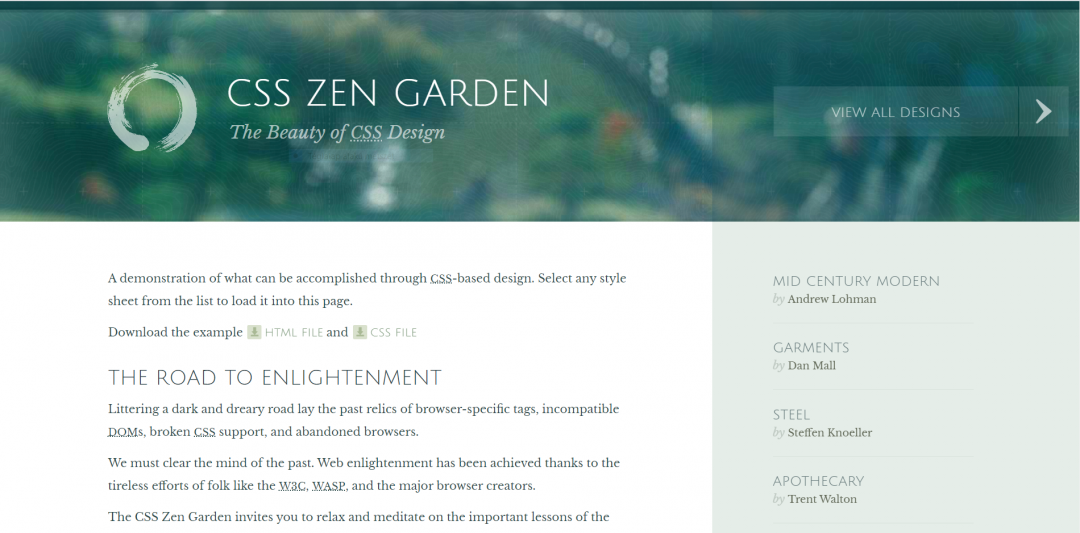 CSS ZEN GARDEN
The Beauty of CSS Design
VIEW ALL DESIGNS
A demonstration of what can be accomplished through CSS-based design. Select any style
sheet from the list to load it into this page.
Download the example HTML FILE and CSS FILE
THE ROAD TO ENLIGHTENMENT
Littering a dark and dreary road lay the past relics of browser-specific tags, incompatible
DOMs, broken CSS support, and abandoned browsers.
We must clear the mind of the past. Web enlightenment has been achieved thanks to the
tireless efforts of folk like the W3C, WASP, and the major browser creators.
The CSS Zen Garden invites you to relax and meditate on the important lessons of the
MID CENTURY MODERN
by Andrew Lohman
GARMENTS
by Dan Mall
STEEL
by Steffen Knoeller
APOTHECARY
by Trent Walton